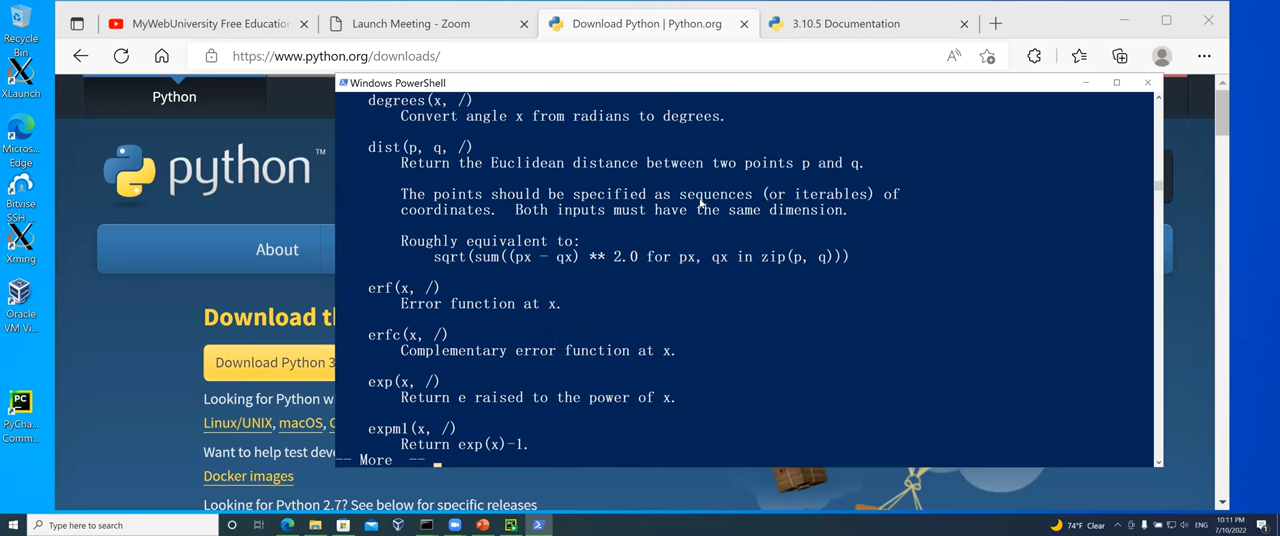 Recycle
Bin
XLaunch
Micros...
Edge
Bitvise
SSH ...
Oracle
VM Vi...
PyCha...
Comm...
MyWebUniversity Free Education
Launch Meeting - Zoom
Download Python | Python.org
3.10.5 Documentation
https://www.python.org/downloads/
Python
python™
About
Download t
Download Python 3
Looking for Python
Linux/UNIX, macOS,
Want to help test dev
Docker images
Looking for Python 2.7? See below for specific releases
Windows PowerShell
degrees(x, /)
Convert angle x from radians to degrees.
dist(p, q, /)
Return the Euclidean distance between two points p and q.
The points should be specified as sequences (or iterables) of
coordinates.  Both inputs must have the same dimension.
Roughly equivalent to:
sqrt(sum((px - qx) ** 2.0 for px, qx in zip(p, q)))
erf(x, /)
Error function at x.
erfc(x, /)
Complementary error function at x.
exp(x, /)
Return e raised to the power of x.
expm1(x, /)
Return exp(x)-1.
-- More  --
Type here to search
74°F Clear
ENG
10:11 PM
7/10/2022